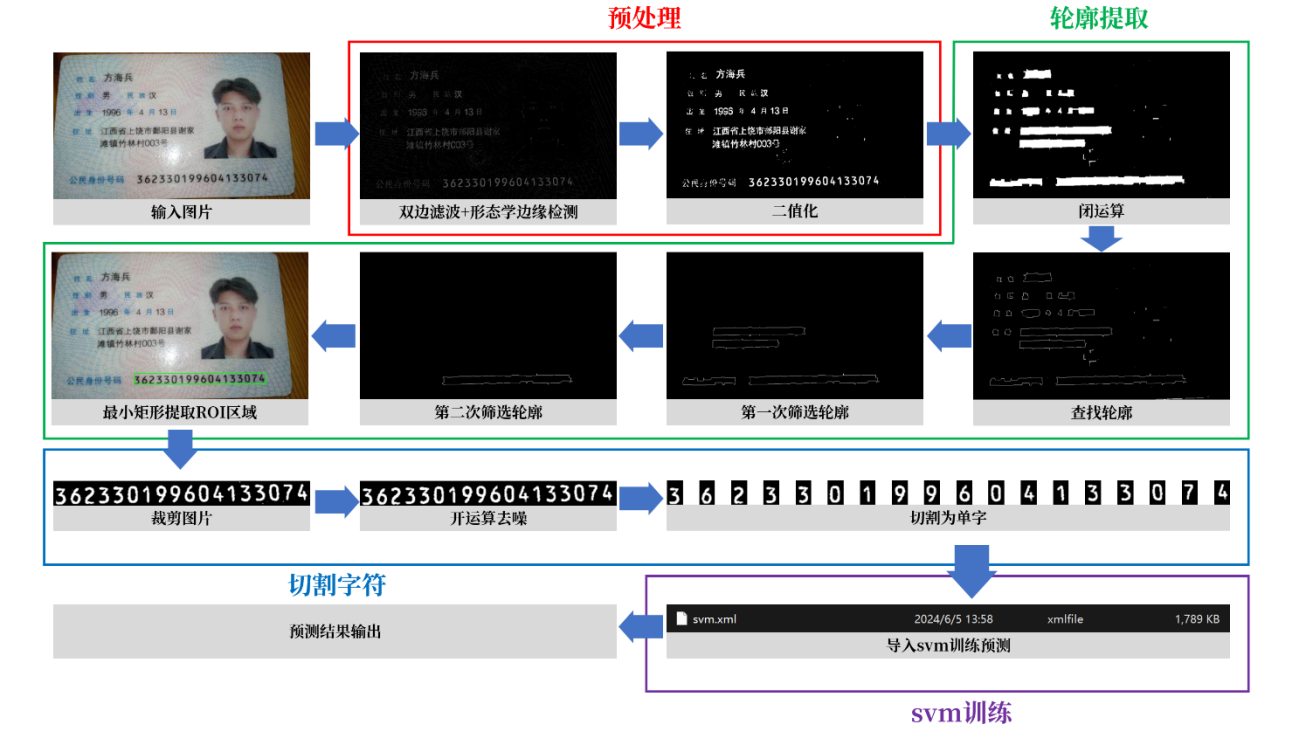 预处理
轮廓提取
姓名 方海兵
性别 男 民族 汉
出生 1996 年 4 月 13 日
住址 江西省上饶市鄱阳县谢家
滩镇竹林村003号
公民身份号码 362330199604133074
输入图片
方海兵
汉
1996 年 4 月 13 日
江西省上饶市鄱阳县谢家
滩镇竹林村003号
公民身份号码 362330199604133074
双边滤波+形态学边缘检测
方海兵
男 汉
1996 4 月 13 日
江西省上饶市鄱阳县谢家
滩镇竹林村003号
公民身份号码 362330199604133074
二值化
闭运算
姓名 方海兵
性别 男 民族 汉
出生 1996 年 4 月 13 日
住址 江西省上饶市鄱阳县谢家
滩镇竹林村003号
公民身份号码 362330199604133074
最小矩形提取ROI区域
第二次筛选轮廓
第一次筛选轮廓
查找轮廓
362330199604133074
裁剪图片
362330199604133074
开运算去噪
3 6 2 3 3 0 1 9 9 6 0 4 1 3 3 0 7 4
切割为单字
切割字符
预测结果输出
svm.xml 2024/6/5 13:58 xmlfile 1,789 KB
导入svm训练预测
svm训练